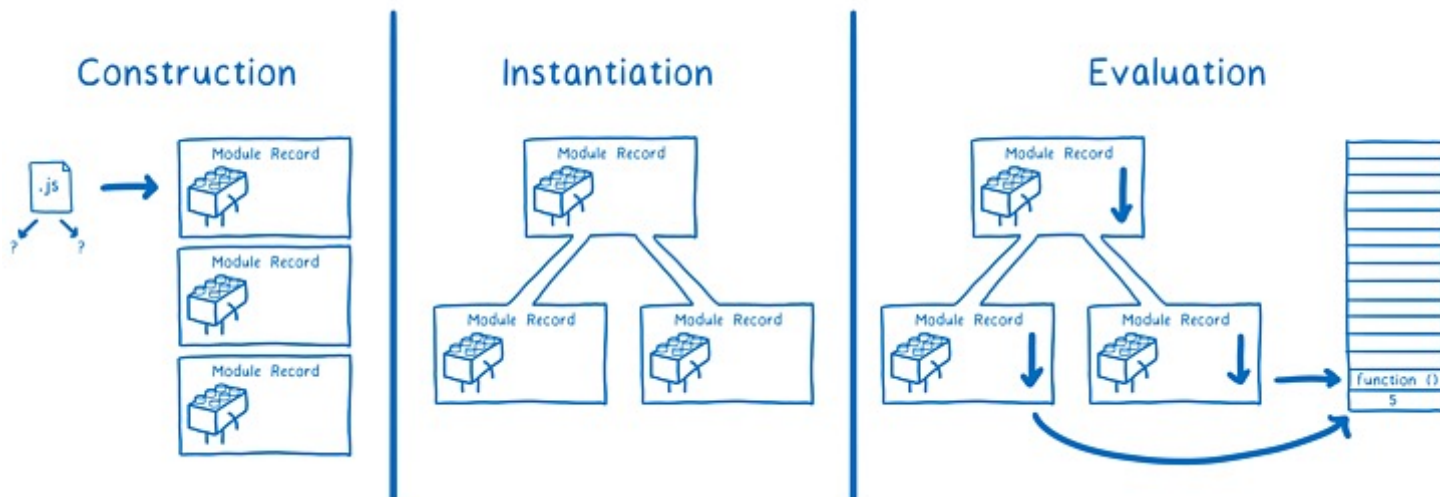 Construction
.js
?
?
Module Record
Module Record
Module Record
Instantiation
Module Record
Module Record
Module Record
Evaluation
Module Record
Module Record
Module Record
function ()
5